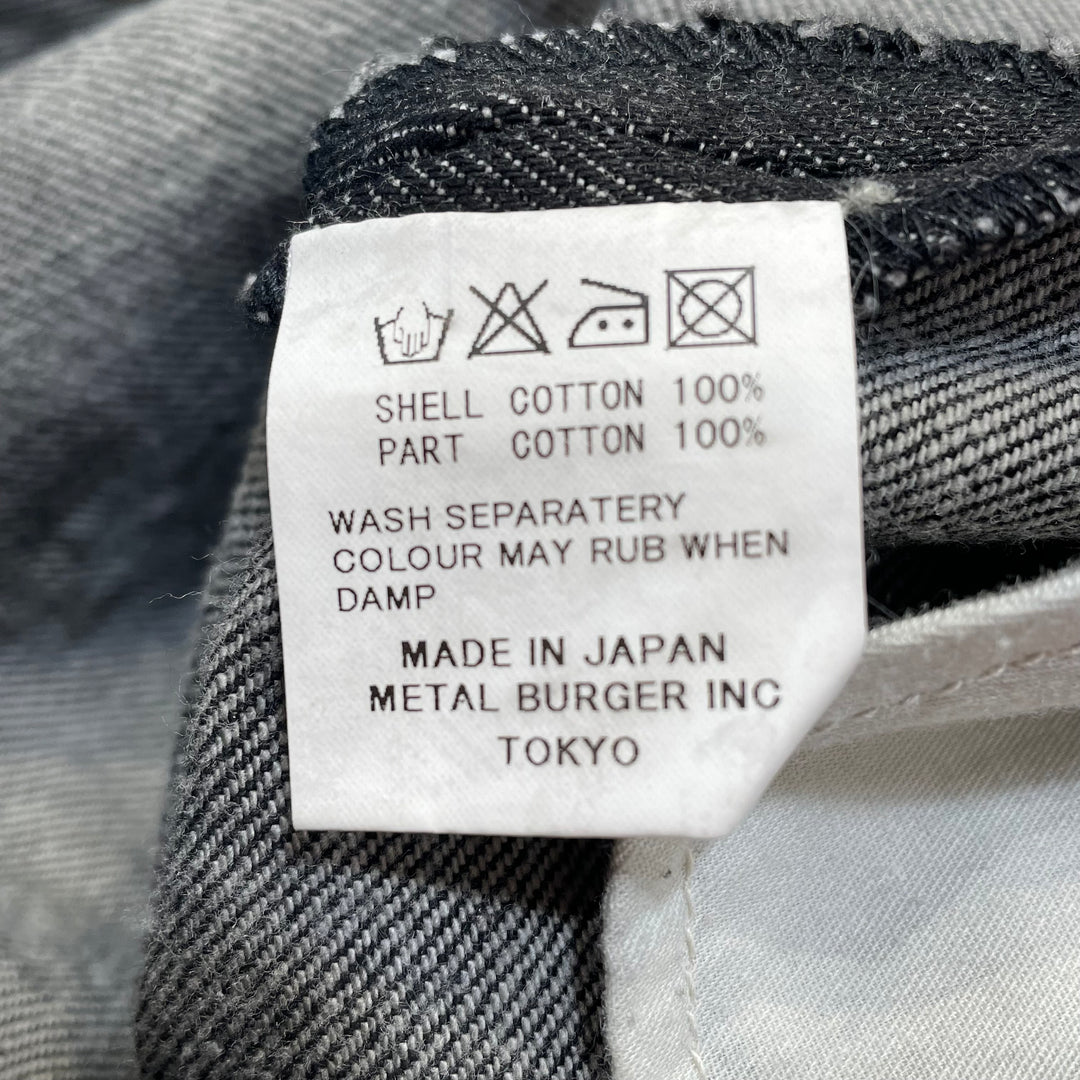 SHELL COTTON 100%
PART COTTON 100%
WASH SEPARATERY
COLOUR MAY RUB WHEN
DAMP
MADE IN JAPAN
METAL BURGER INC
TOKYO